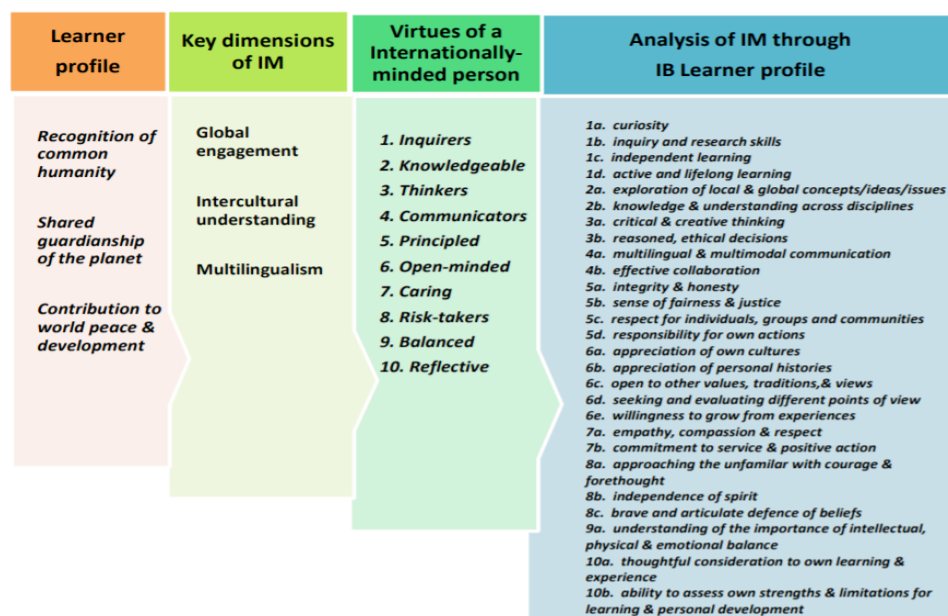 Learner
profile
Recognition of
common
humanity
Shared
guardianship
of the planet
Contribution to
world peace &
development
Key dimensions
of IM
Global
engagement
Intercultural
understanding
Multilingualism
Virtues of a
Internationally-
minded person
1. Inquirers
2. Knowledgeable
3. Thinkers
4. Communicators
5. Principled
6. Open-minded
7. Caring
8. Risk-takers
9. Balanced
10. Reflective
Analysis of IM through
IB Learner profile
1a. curiosity
1b. inquiry and research skills
1c. independent learning
1d. active and lifelong learning
2a. exploration of local & global concepts/ideas/issues
2b. knowledge & understanding across disciplines
3a. critical & creative thinking
3b. reasoned, ethical decisions
4a. multilingual & multimodal communication
4b. effective collaboration
5a. integrity & honesty
5b. sense of fairness & justice
5c. respect for individuals, groups and communities
5d. responsibility for own actions
6a. appreciation of own cultures
6b. appreciation of personal histories
6c. open to other values, traditions,& views
6d. seeking and evaluating different points of view
6e. willingness to grow from experiences
7a. empathy, compassion & respect
7b. commitment to service & positive action
8a. approaching the unfamilar with courage &
forethought
8b. independence of spirit
8c. brave and articulate defence of beliefs
9a. understanding of the importance of intellectual,
physical & emotional balance
10a. thoughtful consideration to own learning &
experience
10b. ability to assess own strengths & limitations for
learning & personal development